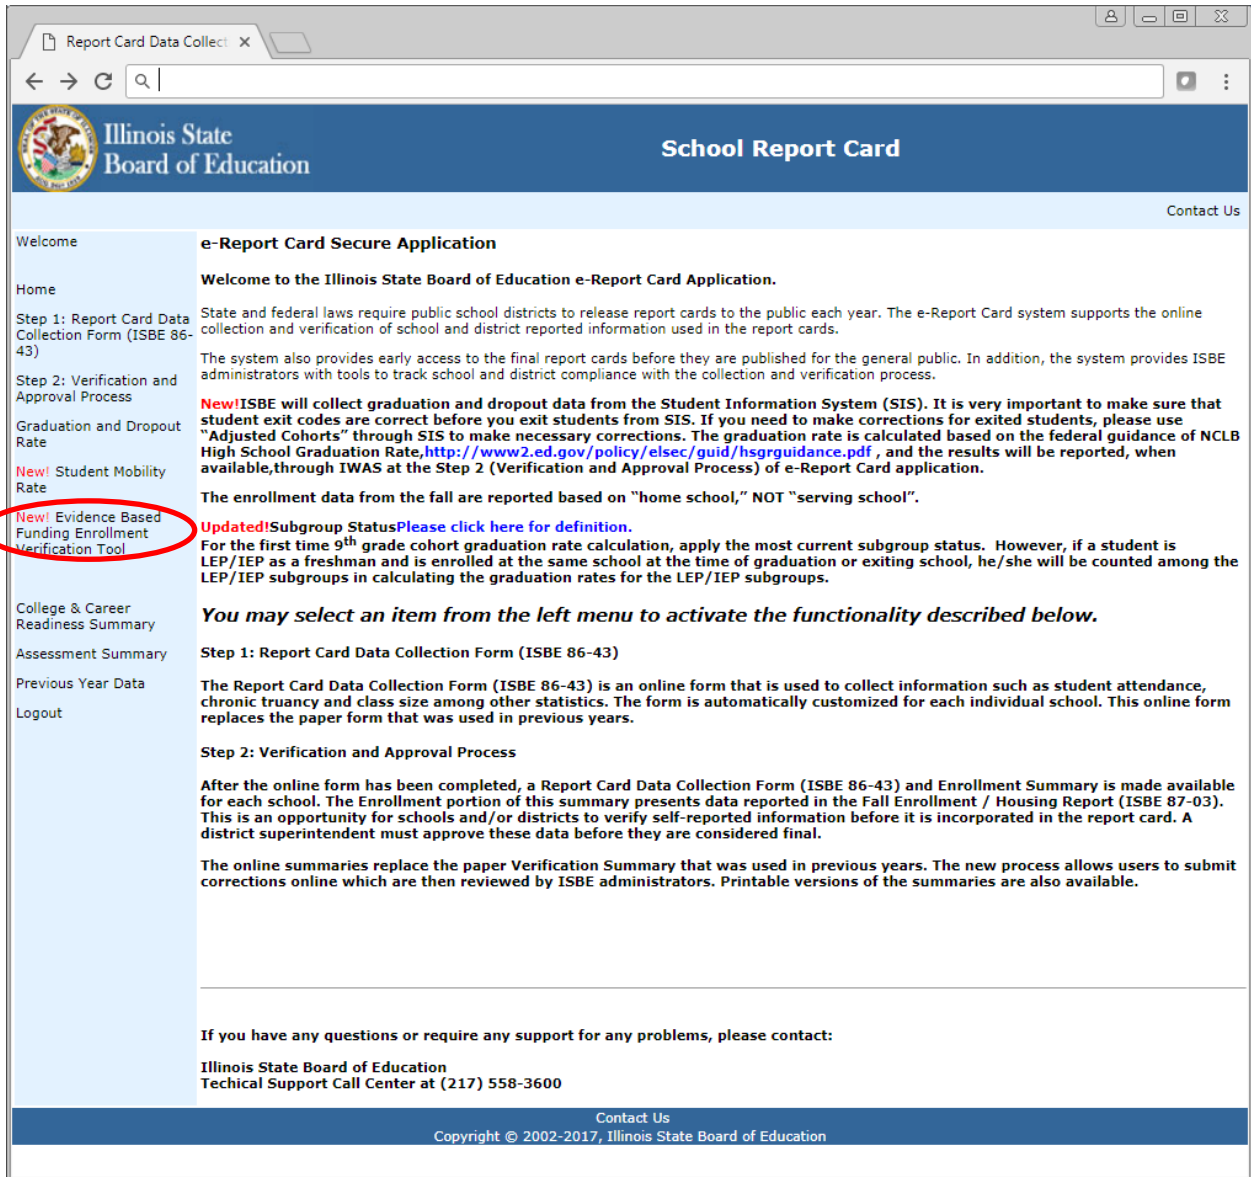 Report Card Data Collect
Illinois State
Board of Education
School Report Card
Contact Us
Welcome
Home
Step 1: Report Card Data
Collection Form (ISBE 86-
43)
Step 2: Verification and
Approval Process
Graduation and Dropout
Rate
New! Student Mobility
Rate
New! Evidence Based
Funding Enrollment
Verification Tool
College & Career
Readiness Summary
Assessment Summary
Previous Year Data
Logout
e-Report Card Secure Application
Welcome to the Illinois State Board of Education e-Report Card Application.
State and federal laws require public school districts to release report cards to the public each year. The e-Report Card system supports the online
collection and verification of school and district reported information used in the report cards.
The system also provides early access to the final report cards before they are published for the general public. In addition, the system provides ISBE
administrators with tools to track school and district compliance with the collection and verification process.
New!ISBE will collect graduation and dropout data from the Student Information System (SIS). It is very important to make sure that
student exit codes are correct before you exit students from SIS. If you need to make corrections for exited students, please use
“Adjusted Cohorts” through SIS to make necessary corrections. The graduation rate is calculated based on the federal guidance of NCLB
High School Graduation Rate,http://www2.ed.gov/policy/elsec/guid/hsgrguidance.pdf , and the results will be reported, when
available,through IWAS at the Step 2 (Verification and Approval Process) of e-Report Card application.
The enrollment data from the fall are reported based on “home school,” NOT “serving school”.
Updated!Subgroup StatusPlease click here for definition.
For the first time 9th grade cohort graduation rate calculation, apply the most current subgroup status. However, if a student is
LEP/IEP as a freshman and is enrolled at the same school at the time of graduation or exiting school, he/she will be counted among the
LEP/IEP subgroups in calculating the graduation rates for the LEP/IEP subgroups.
You may select an item from the left menu to activate the functionality described below.
Step 1: Report Card Data Collection Form (ISBE 86-43)
The Report Card Data Collection Form (ISBE 86-43) is an online form that is used to collect information such as student attendance,
chronic truancy and class size among other statistics. The form is automatically customized for each individual school. This online form
replaces the paper form that was used in previous years.
Step 2: Verification and Approval Process
After the online form has been completed, a Report Card Data Collection Form (ISBE 86-43) and Enrollment Summary is made available
for each school. The Enrollment portion of this summary presents data reported in the Fall Enrollment / Housing Report (ISBE 87-03).
This is an opportunity for schools and/or districts to verify self-reported information before it is incorporated in the report card. A
district superintendent must approve these data before they are considered final.
The online summaries replace the paper Verification Summary that was used in previous years. The new process allows users to submit
corrections online which are then reviewed by ISBE administrators. Printable versions of the summaries are also available.
If you have any questions or require any support for any problems, please contact:
Illinois State Board of Education
Techical Support Call Center at (217) 558-3600
Contact Us
Copyright © 2002-2017, Illinois State Board of Education